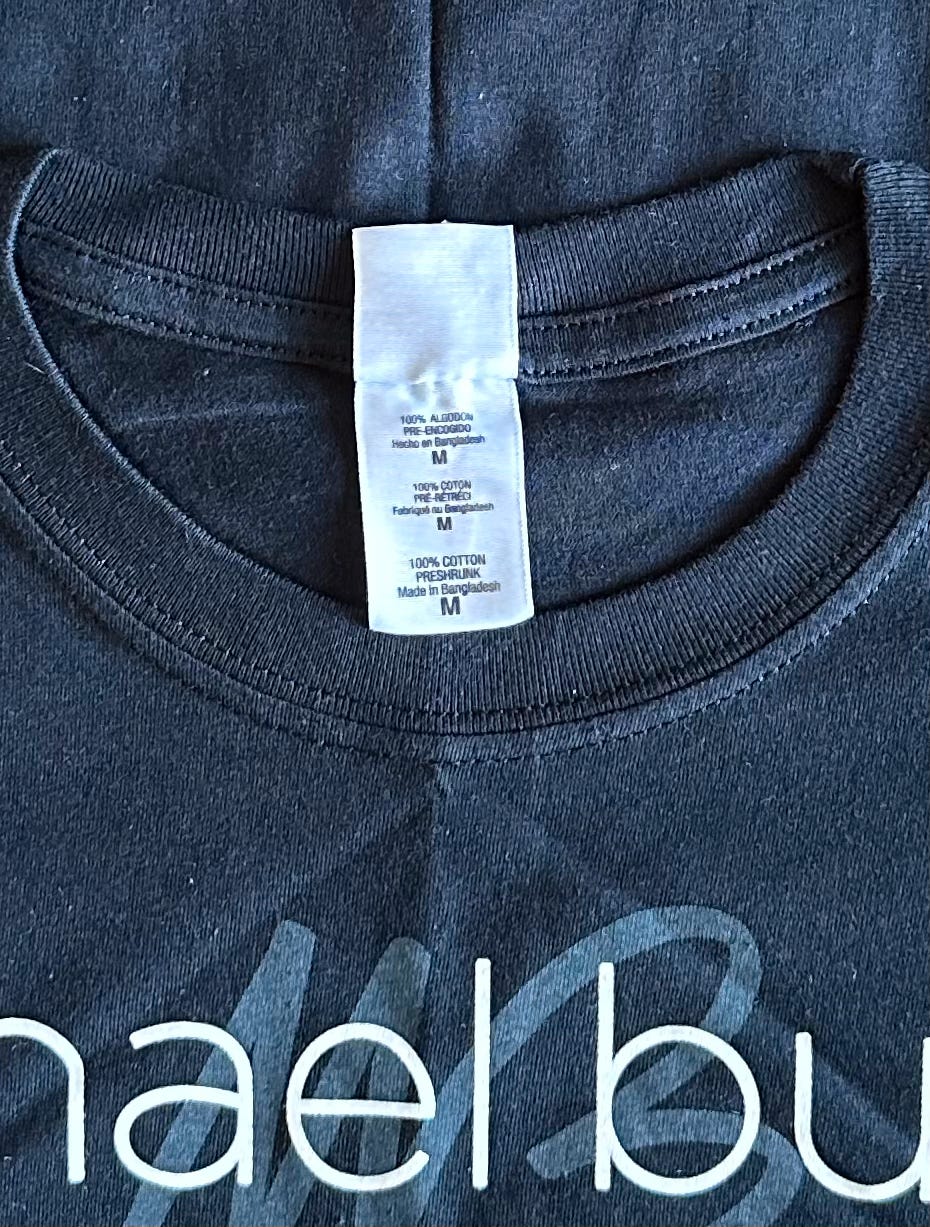 100% ALGODON
PRE-ENCOGIDO
Hecho en Bangladesh
M
100% COTON
PRÉ-RÉTRÉCI
Fabriqué au Bangladesh
M
100% COTTON
PRESHRUNK
Made in Bangladesh
M
MB
hael bu